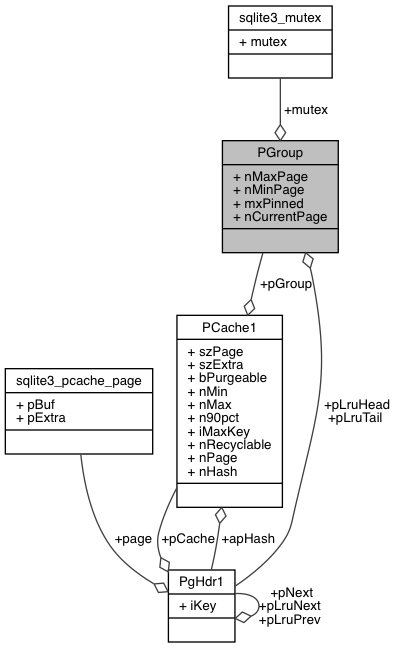 sqlite3_mutex
+ mutex
+mutex
PGroup
+ nMaxPage
+ nMinPage
+ mxPinned
+ nCurrentPage
+pGroup
PCache1
+ szPage
+ szExtra
+ bPurgeable
+ nMin
+ nMax
+ n90pct
+ iMaxKey
+ nRecyclable
+ nPage
+ nHash
sqlite3_pcache_page
+ pBuf
+ pExtra
+pLruHead
+pLruTail
+page
+pCache
+apHash
PgHdr1
+ iKey
+pNext
+pLruNext
+pLruPrev